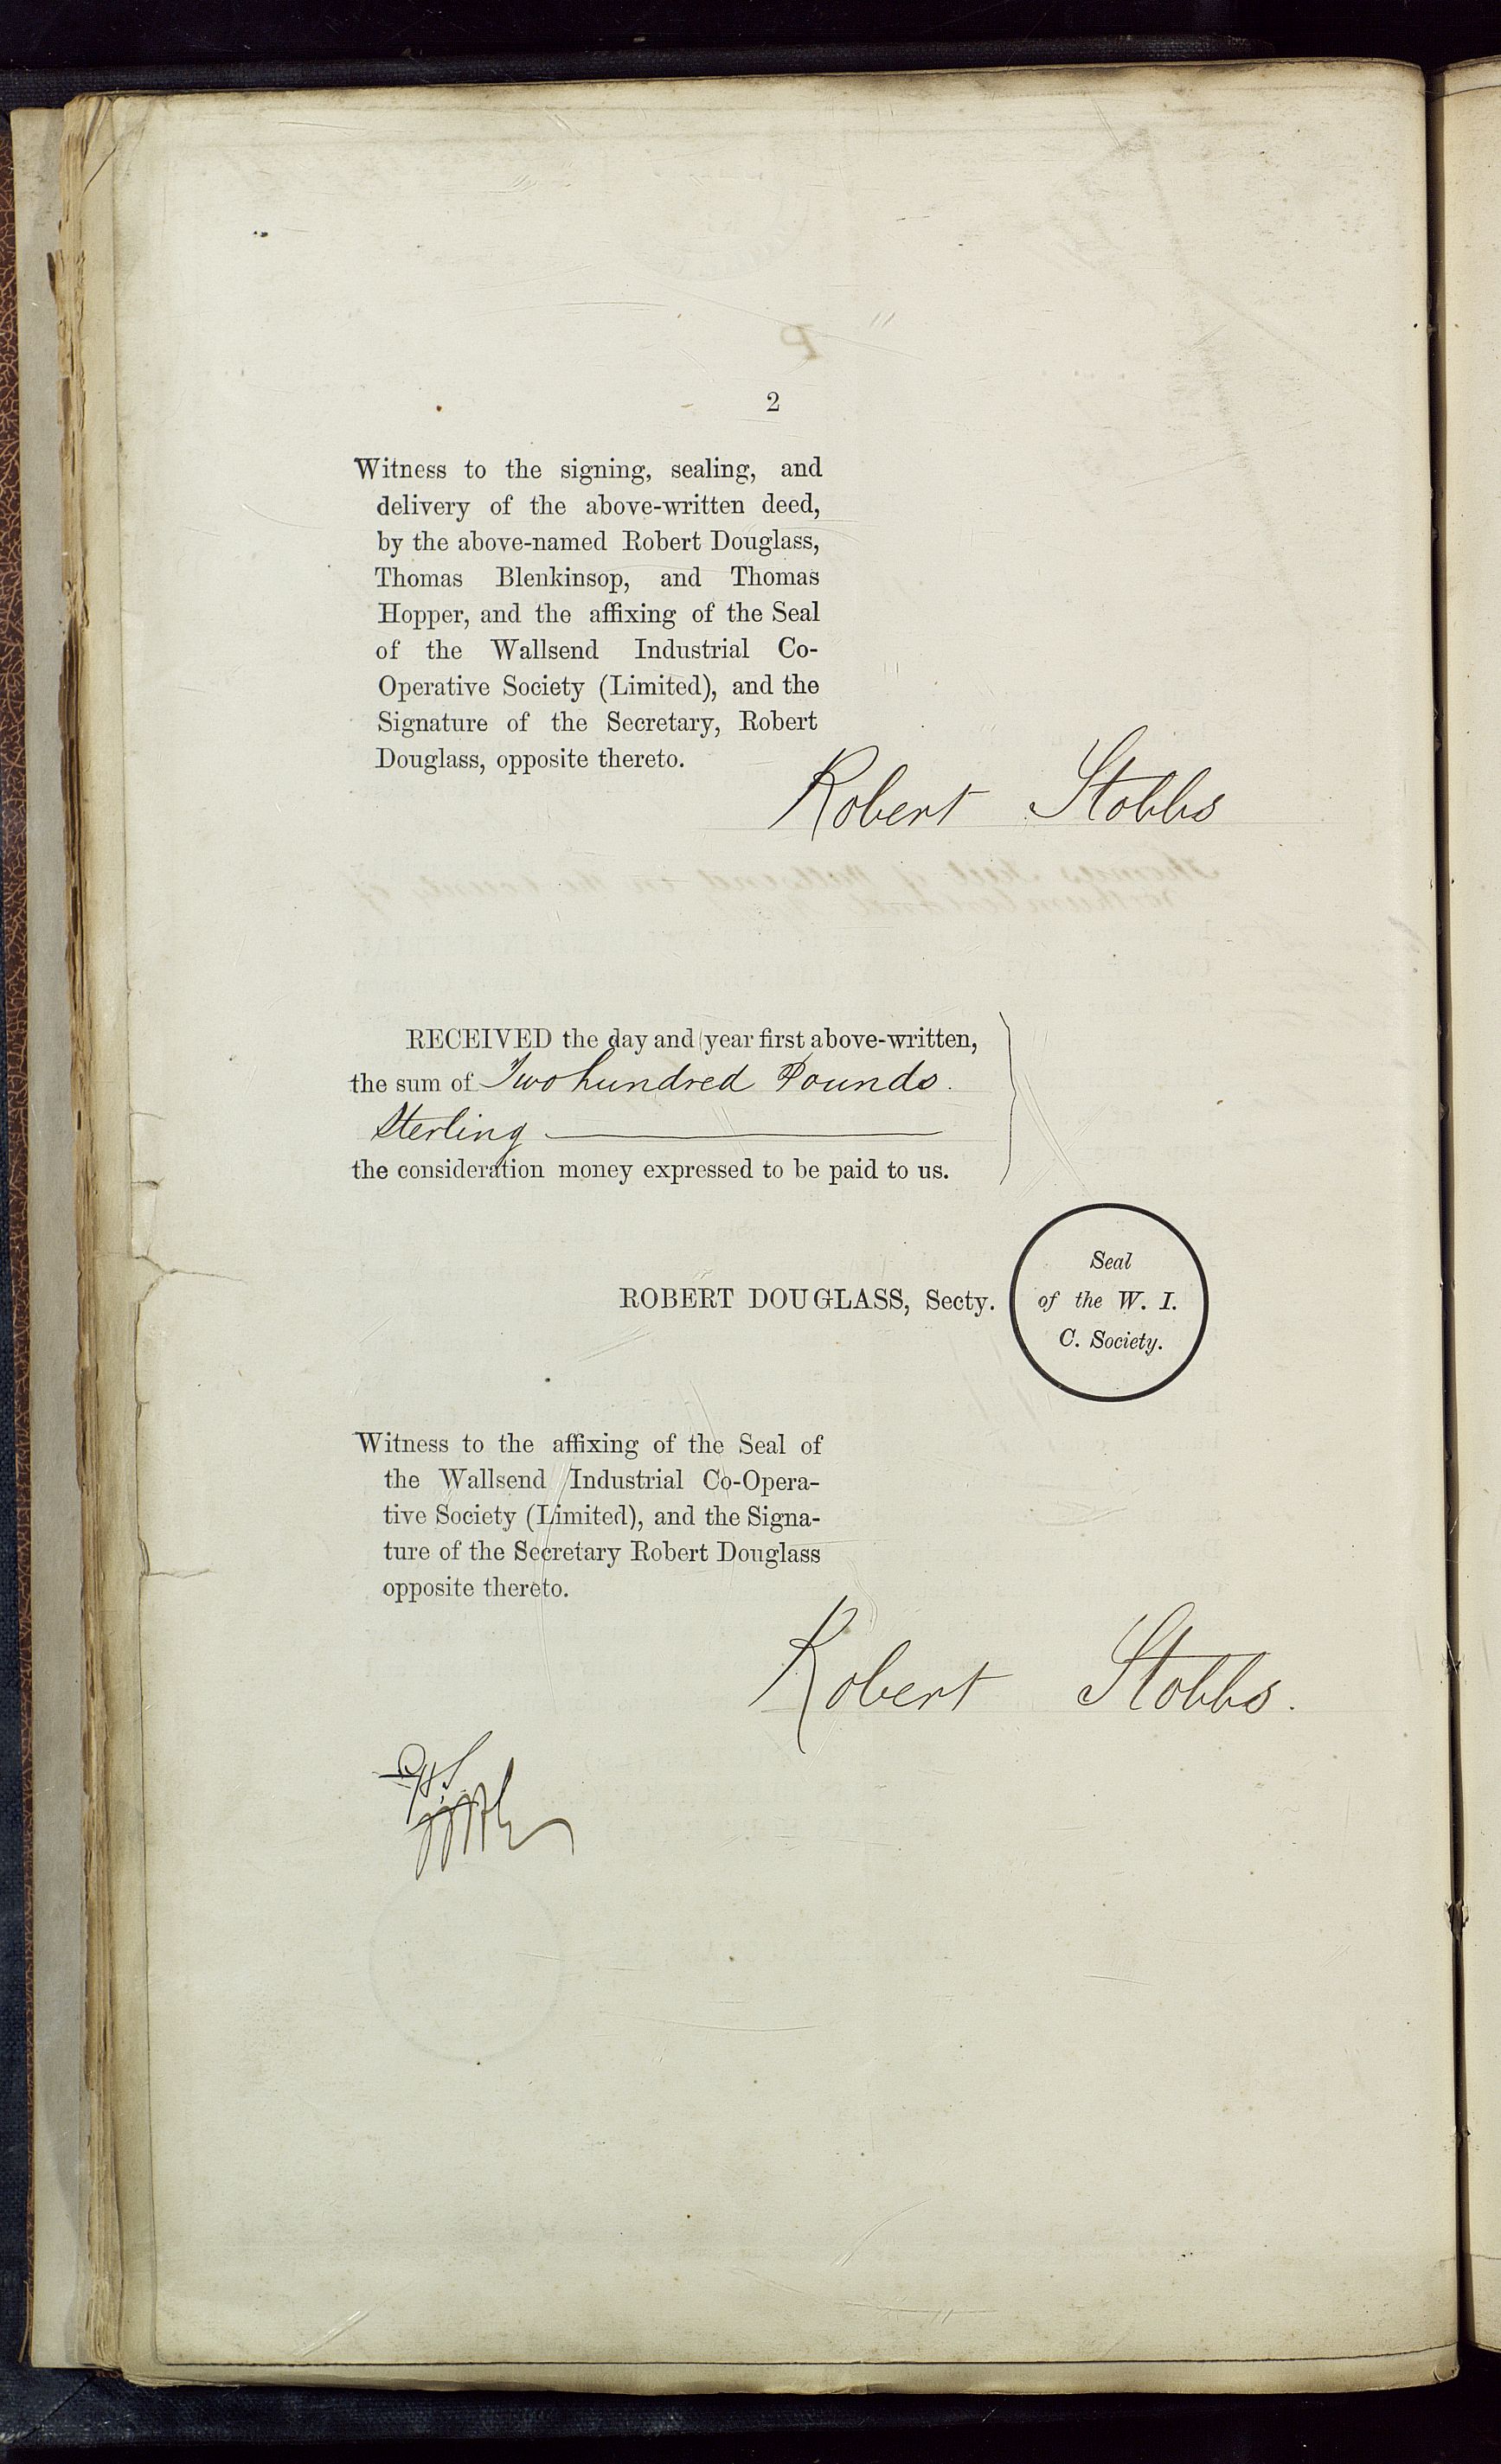 2
Witness to the signing, sealing, and
delivery of the above-written deed,
by the above-named Robert Douglass,
Thomas Blenkinsop, and Thomas
Hopper, and the affixing of the Seal
of the Wallsend Industrial Co-
Operative Society (Limited), and the
Signature of the Secretary, Robert
Douglass, opposite thereto.
Robert Stobbs
RECEIVED the day and year first above-written,
the sum of Two hundred Pounds.
Sterling
the consideration money expressed to be paid to us.
ROBERT DOUGLASS, Secty.
Seal
of the W. I.
C. Society.
Witness to the affixing of the Seal of
the Wallsend Industrial Co-Opera-
tive Society (Limited), and the Signa-
ture of the Secretary Robert Douglass
opposite thereto.
Robert Stobbs.